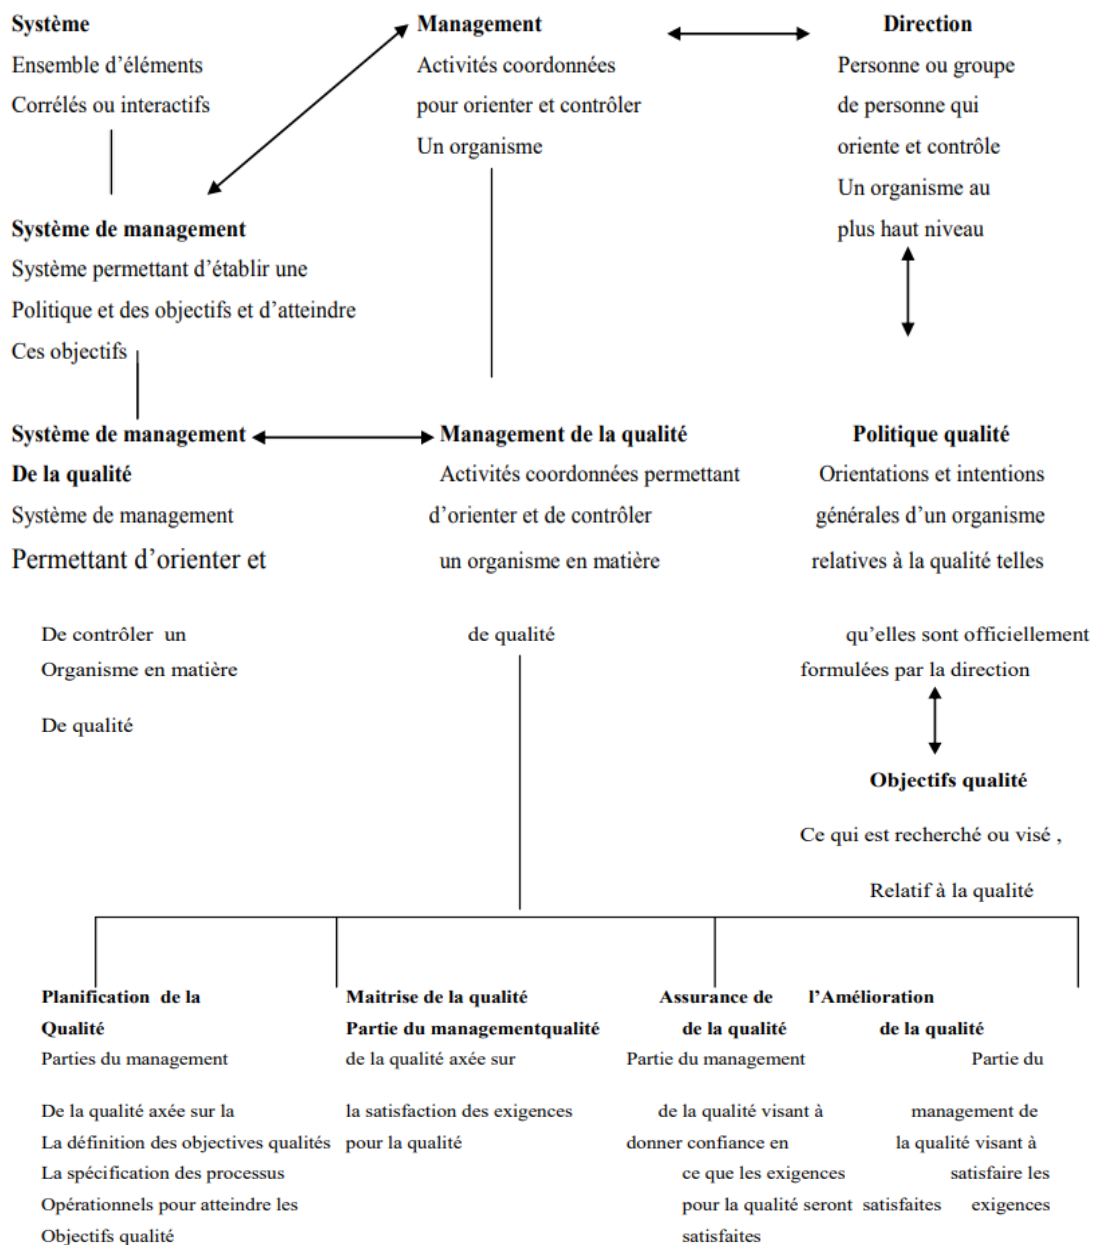 Système
Ensemble d'éléments
Corrélés ou interactifs
Management
Activités coordonnées
pour orienter et contrôler
Un organisme
Direction
Personne ou groupe
de personne qui
oriente et contrôle
Un organisme au
plus haut niveau
Système de management
Système permettant d'établir une
Politique et des objectifs et d'atteindre
Ces objectifs
Système de management
De la qualité
Système de management
Permettant d'orienter et
De contrôler un
Organisme en matière
De qualité
Management de la qualité
Activités coordonnées permettant
d'orienter et de contrôler
un organisme en matière
de qualité
Politique qualité
Orientations et intentions
générales d'un organisme
relatives à la qualité telles
qu'elles sont officiellement
formulées par la direction
Objectifs qualité
Ce qui est recherché ou visé ,
Relatif à la qualité
Planification de la
Qualité
Parties du management
De la qualité axée sur la
La définition des objectives qualités
La spécification des processus
Opérationnels pour atteindre les
Objectifs qualité
Maitrise de la qualité
Partie du managementqualité
de la qualité axée sur
la satisfaction des exigences
pour la qualité
Assurance de
de la qualité
Partie du management
de la qualité visant à
donner confiance en
ce que les exigences
pour la qualité seront satisfaites
satisfaites
l'Amélioration
de la qualité
Partie du
management de
la qualité visant à
satisfaire les
exigences